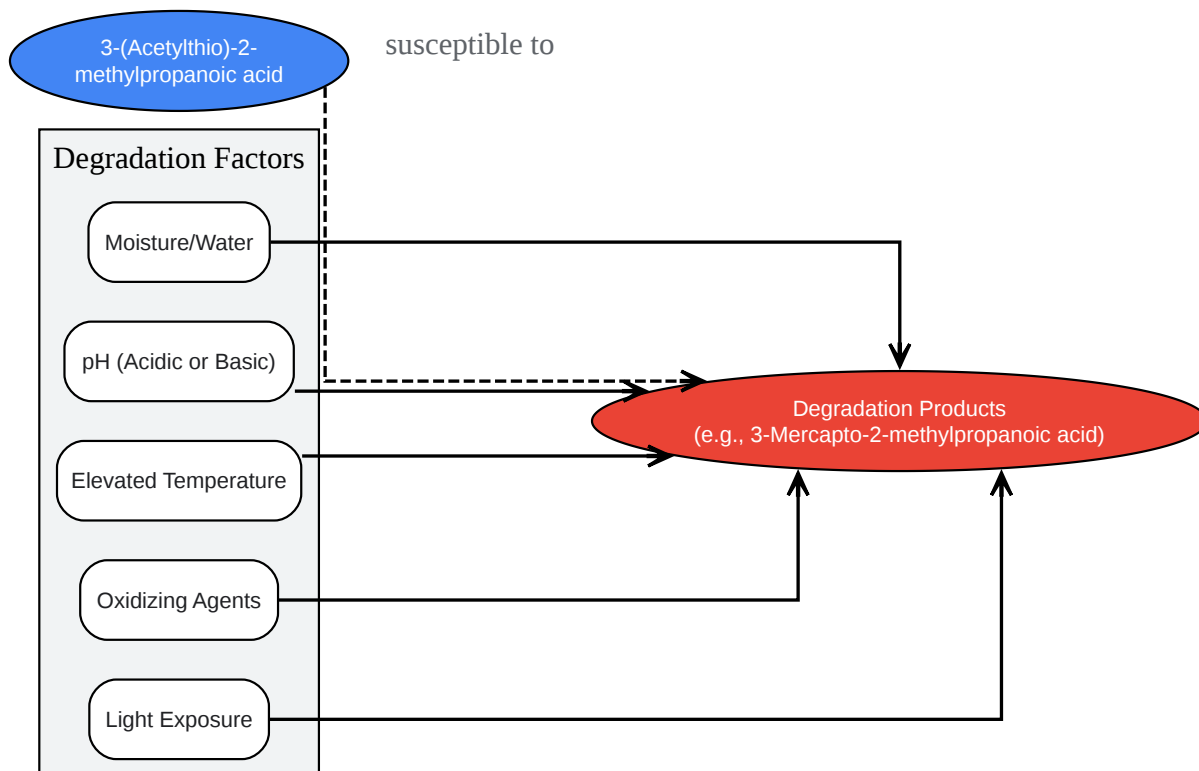 3-(Acetylthio)-2-
methylpropanoic acid
susceptible to
Degradation Factors
Moisture/Water
pH (Acidic or Basic)
Elevated Temperature
Oxidizing Agents
Light Exposure
Degradation Products
(e.g., 3-Mercapto-2-methylpropanoic acid)